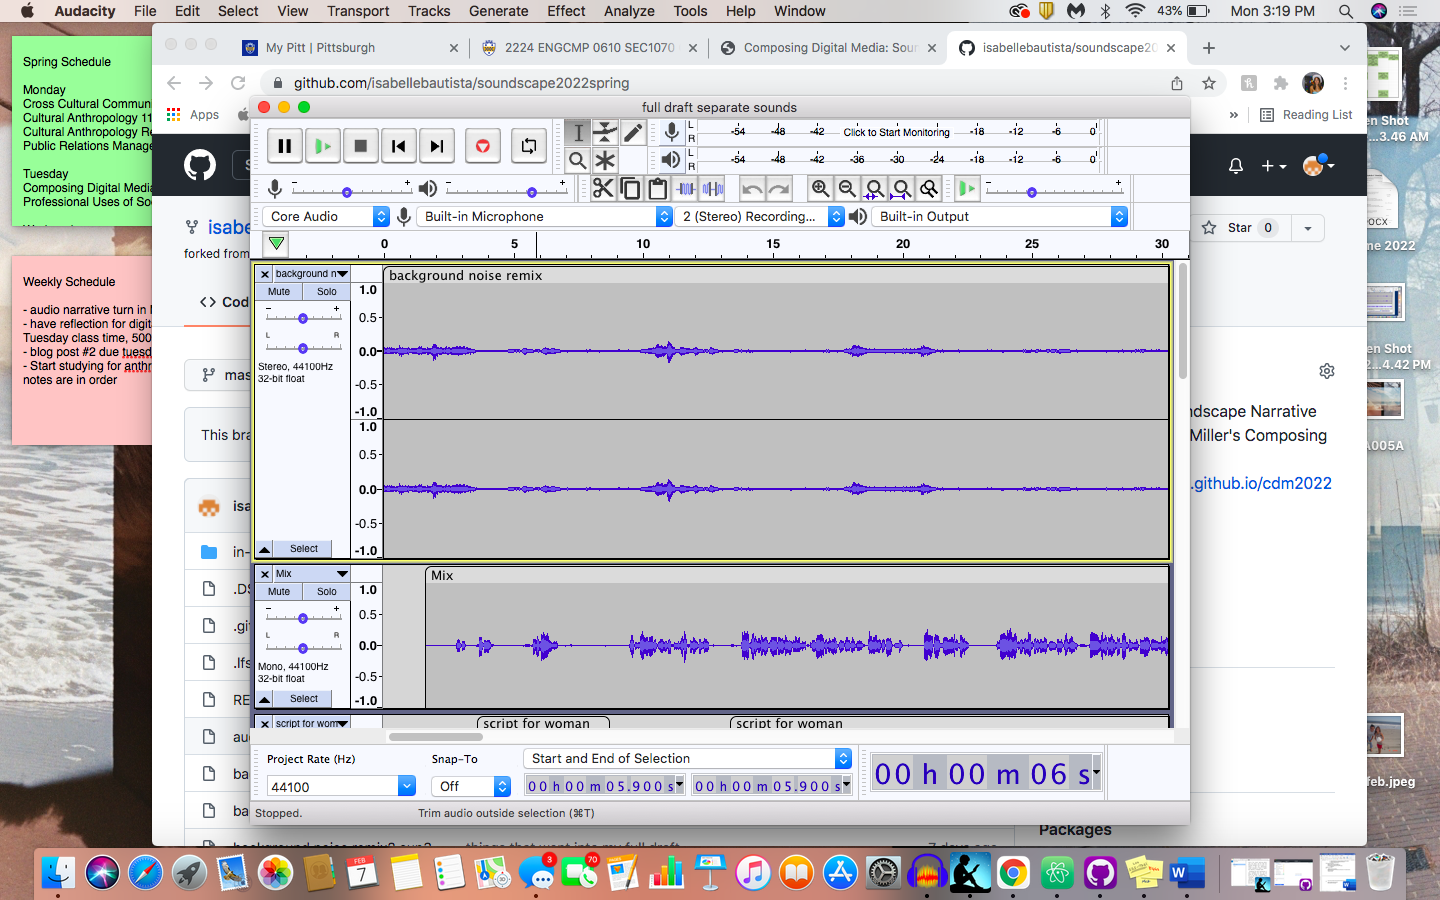 Audacity File Edit Select View Transport Tracks Generate Effect Analyze Tools Help Window 43% Mon 3:19 PM
Spring Schedule
Monday
Cross Cultural Commun
Cultural Anthropology 11
Cultural Anthropology Re
Public Relations Manage
Tuesday
Composing Digital Media
Professional Uses of So
Weekly Schedule
- audio narrative turn in
- have reflection for digit
Tuesday class time, 500
- blog post #2 due tuesd
- Start studying for anthr
notes are in order
My Pitt | Pittsburgh
2224 ENGCMP 0610 SEC1070
Composing Digital Media: Soun
isabellebautista/soundscape20
github.com/isabellebautista/soundscape2022spring
Apps
Reading List
full draft separate sounds
L
R
-54 -48 -42 Click to Start Monitoring -18 -12 -6 0
L
R
-54 -48 -42 -36 -30 -24 -18 -12 -6 0
Core Audio
Built-in Microphone
2 (Stereo) Recording...
Built-in Output
0 5 10 15 20 25 30
background n
Mute Solo
L R
Stereo, 44100Hz
32-bit float
Select
background noise remix
1.0
0.5
0.0
-0.5
-1.0
1.0
0.5
0.0
-0.5
-1.0
Mix
Mute Solo
L R
Mono, 44100Hz
32-bit float
Select
Mix
1.0
0.5
0.0
-0.5
-1.0
script for wom
script for woman
script for woman
Project Rate (Hz)
44100
Snap-To
Off
Start and End of Selection
00 h 00 m 05.900 s
00 h 00 m 05.900 s
00 h 00 m 06 s
Stopped.
Trim audio outside selection (⌘T)
isabe
forked from
Cod
mas
This bra
isa
in-
.DS
.git
.lfs
RE
au
ba
ba
Star 0
ndscape Narrative
Miller's Composing
.github.io/cdm2022
Packages
en Shot
...3.46 AM
ocx
ne 2022
en Shot
2...4.42 PM
A005A
feb.jpeg
FEB
7
3
70